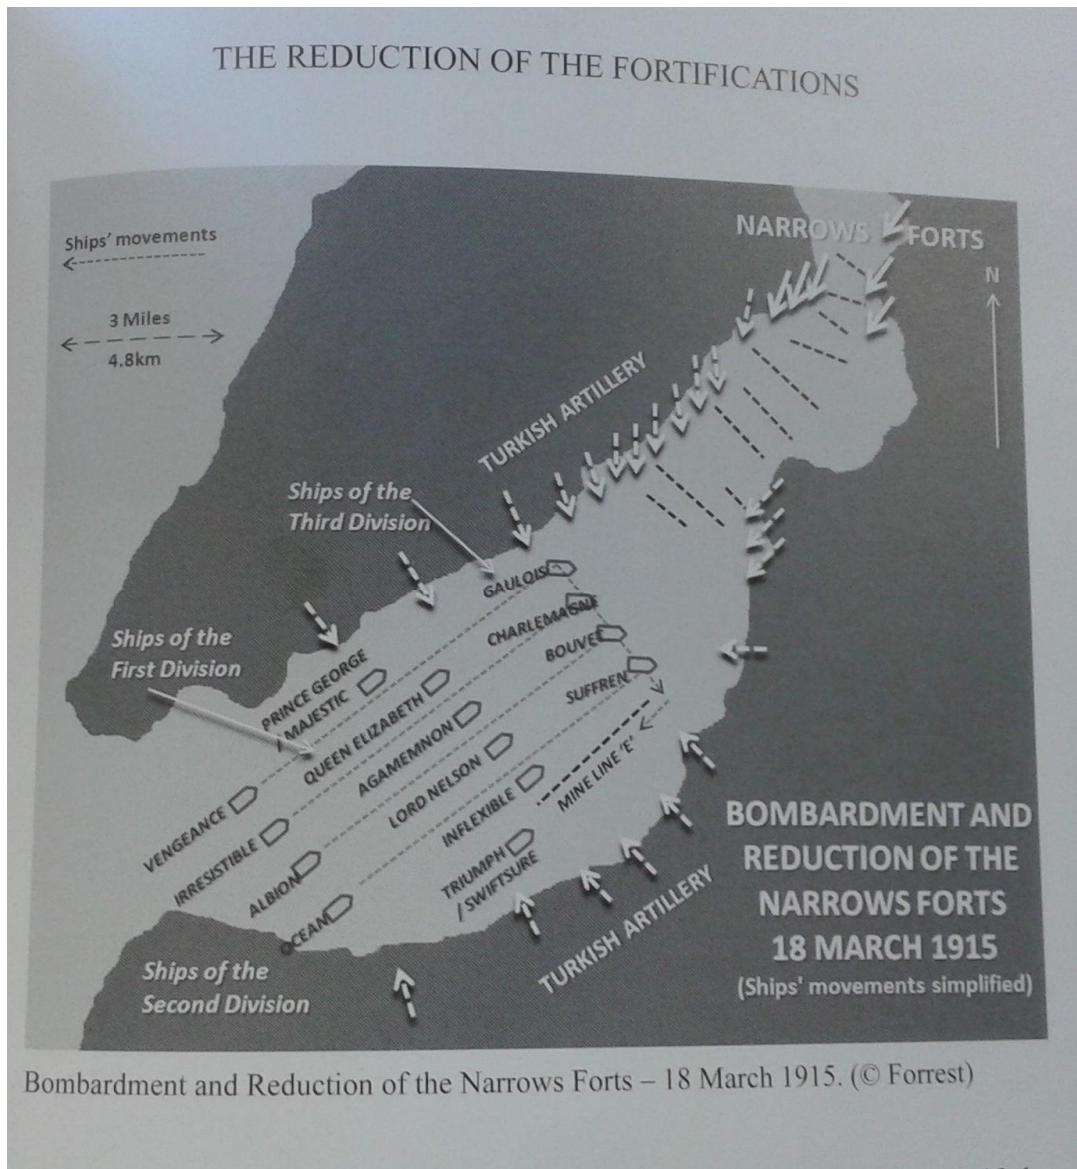 THE REDUCTION OF THE FORTIFICATIONS
Ships' movements
3 Miles
4.8km
NARROWS FORTS
N
TURKISH ARTILLERY
Ships of the
Third Division
GAULOIS
CHARLEMAGNE
BOUVET
SUFFREN
Ships of the
First Division
PRINCE GEORGE
/ MAJESTIC
QUEEN ELIZABETH
AGAMEMNON
LORD NELSON
INFLEXIBLE
TRIUMPH
/ SWIFTSURE
MINE LINE 'E'
VENGEANCE
IRRESISTIBLE
ALBION
OCEAN
Ships of the
Second Division
TURKISH ARTILLERY
BOMBARDMENT AND
REDUCTION OF THE
NARROWS FORTS
18 MARCH 1915
(Ships' movements simplified)
Bombardment and Reduction of the Narrows Forts – 18 March 1915. (© Forrest)